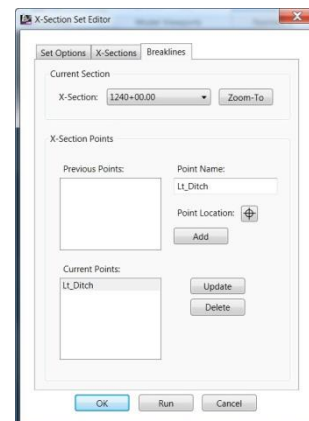 X-Section Set Editor
Set Options X-Sections Breaklines
Current Section
X-Section: 1240+00.00 Zoom-To
X-Section Points
Previous Points: Point Name:
Lt_Ditch
Point Location:
Add
Current Points:
Lt_Ditch Update
Delete
OK Run Cancel